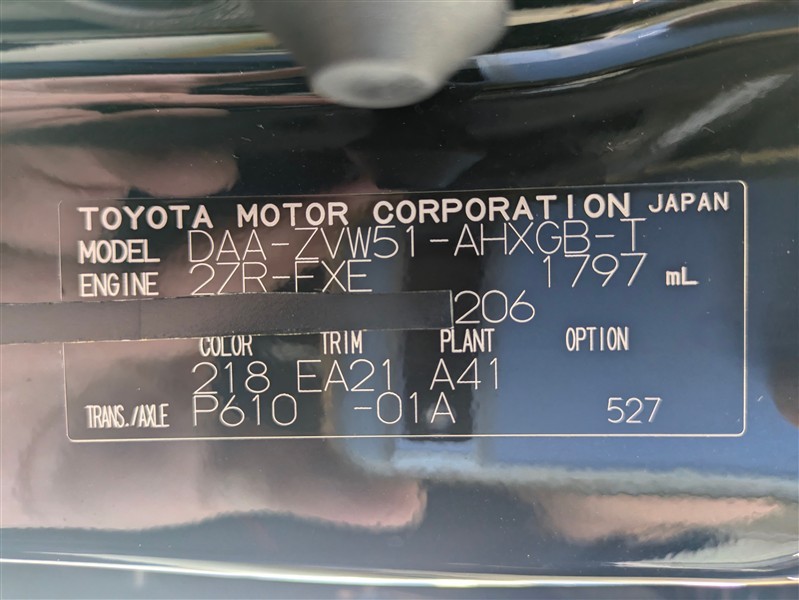 TOYOTA MOTOR CORPORATION JAPAN
MODEL DAA-ZVW51-AHXGB-T
ENGINE 2ZR-FXE 1797 mL
206
COLOR TRIM PLANT OPTION
218 EA21 A41
TRANS./AXLE P610 -01A 527